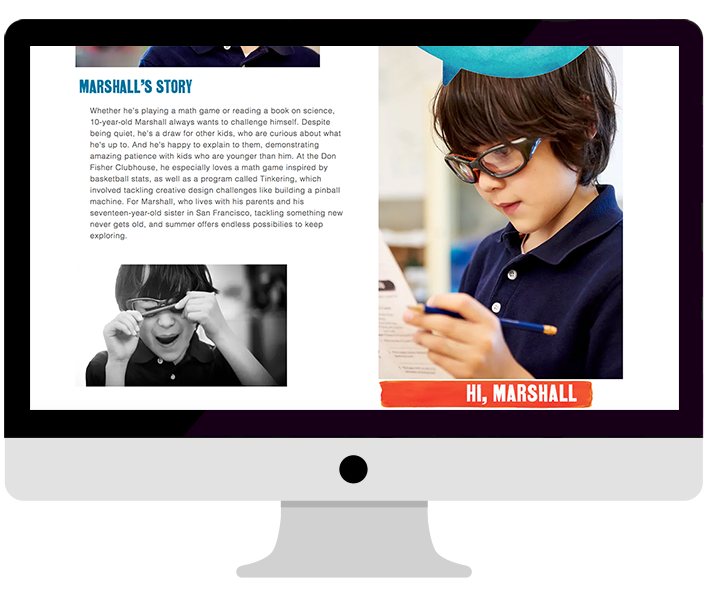 MARSHALL'S STORY
Whether he's playing a math game or reading a book on science,
10-year-old Marshall always wants to challenge himself. Despite
being quiet, he's a draw for other kids, who are curious about what
he's up to. And he's happy to explain to them, demonstrating
amazing patience with kids who are younger than him. At the Don
Fisher Clubhouse, he especially loves a math game inspired by
basketball stats, as well as a program called Tinkering, which
involved tackling creative design challenges like building a pinball
machine. For Marshall, who lives with his parents and his
seventeen-year-old sister in San Francisco, tackling something new
never gets old, and summer offers endless possibilies to keep
exploring.
HI, MARSHALL